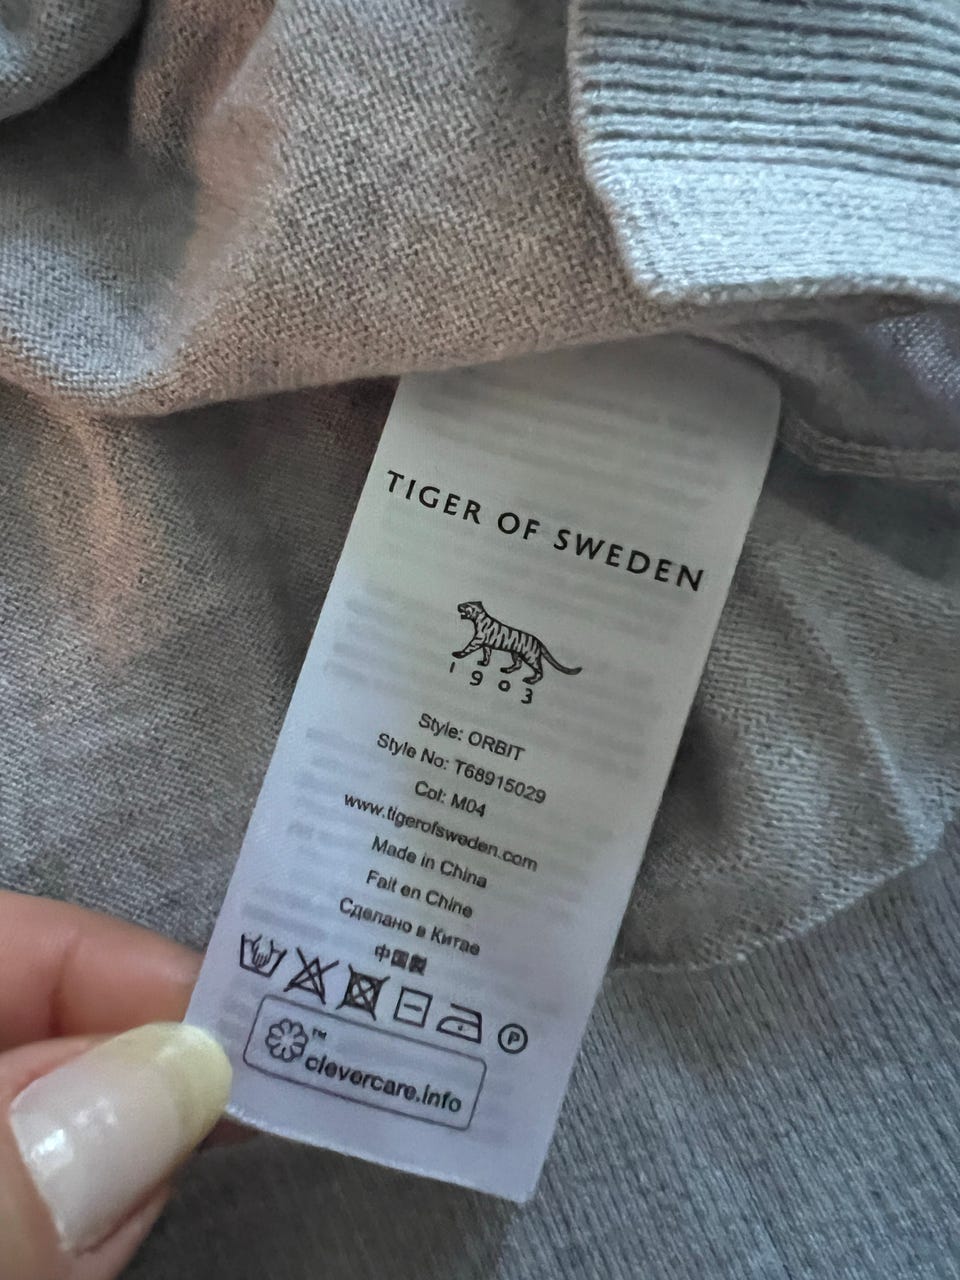 TIGER OF SWEDEN
1903
Style: ORBIT
Style No: T68915029
Col: M04
www.tigerofsweden.com
Made in China
Fait en Chine
Сделано в Китае
中国製
P
™
clevercare.info